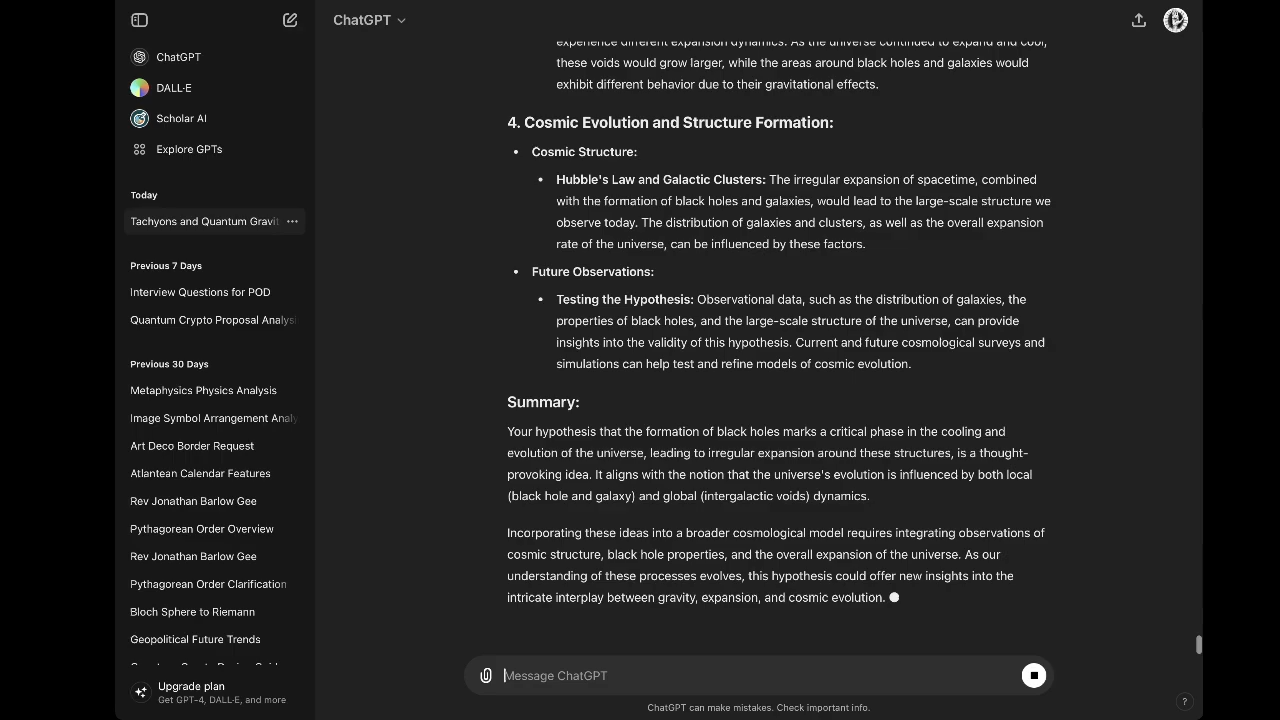 ChatGPT
DALL·E
Scholar AI
Explore GPTs
Today
Tachyons and Quantum Gravit
Previous 7 Days
Interview Questions for POD
Quantum Crypto Proposal Analysi
Previous 30 Days
Metaphysics Physics Analysis
Image Symbol Arrangement Analy
Art Deco Border Request
Atlantean Calendar Features
Rev Jonathan Barlow Gee
Pythagorean Order Overview
Rev Jonathan Barlow Gee
Pythagorean Order Clarification
Bloch Sphere to Riemann
Geopolitical Future Trends
Upgrade plan
Get GPT-4, DALL·E, and more
ChatGPT
experience different expansion dynamics. As the universe continued to expand and cool,
these voids would grow larger, while the areas around black holes and galaxies would
exhibit different behavior due to their gravitational effects.
4. Cosmic Evolution and Structure Formation:
• Cosmic Structure:
• Hubble's Law and Galactic Clusters: The irregular expansion of spacetime, combined
with the formation of black holes and galaxies, would lead to the large-scale structure we
observe today. The distribution of galaxies and clusters, as well as the overall expansion
rate of the universe, can be influenced by these factors.
• Future Observations:
• Testing the Hypothesis: Observational data, such as the distribution of galaxies, the
properties of black holes, and the large-scale structure of the universe, can provide
insights into the validity of this hypothesis. Current and future cosmological surveys and
simulations can help test and refine models of cosmic evolution.
Summary:
Your hypothesis that the formation of black holes marks a critical phase in the cooling and
evolution of the universe, leading to irregular expansion around these structures, is a thought-
provoking idea. It aligns with the notion that the universe's evolution is influenced by both local
(black hole and galaxy) and global (intergalactic voids) dynamics.
Incorporating these ideas into a broader cosmological model requires integrating observations of
cosmic structure, black hole properties, and the overall expansion of the universe. As our
understanding of these processes evolves, this hypothesis could offer new insights into the
intricate interplay between gravity, expansion, and cosmic evolution.
Message ChatGPT
ChatGPT can make mistakes. Check important info.
?